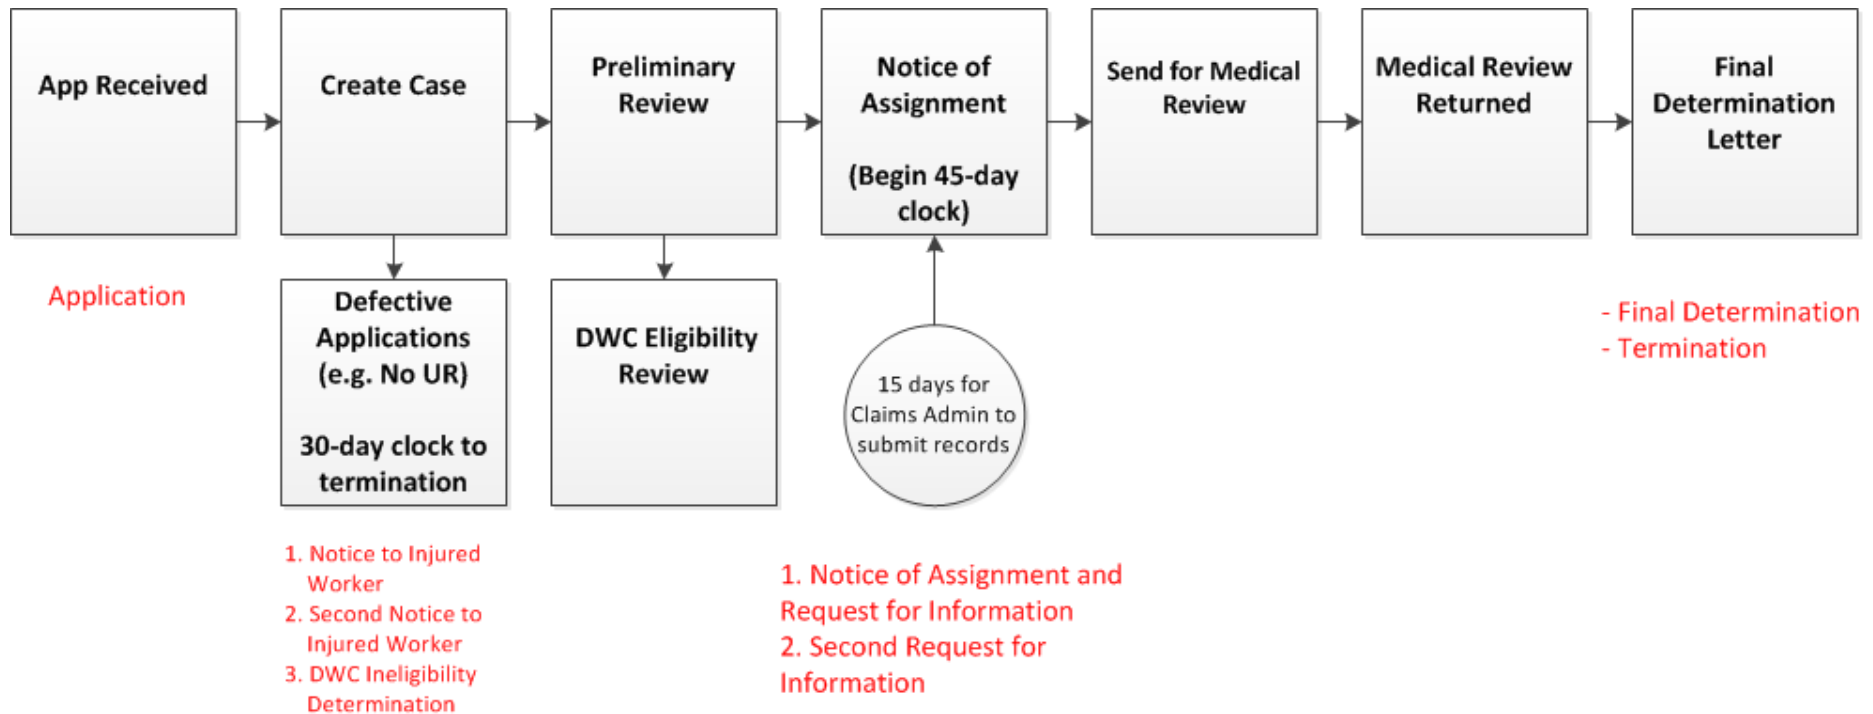 App Received
Create Case
Preliminary
Review
Notice of
Assignment
(Begin 45-day
clock)
Send for Medical
Review
Medical Review
Returned
Final
Determination
Letter
Application
Defective
Applications
(e.g. No UR)
30-day clock to
termination
DWC Eligibility
Review
15 days for
Claims Admin to
submit records
- Final Determination
- Termination
1. Notice to Injured
Worker
2. Second Notice to
Injured Worker
3. DWC Ineligibility
Determination
1. Notice of Assignment and
Request for Information
2. Second Request for
Information